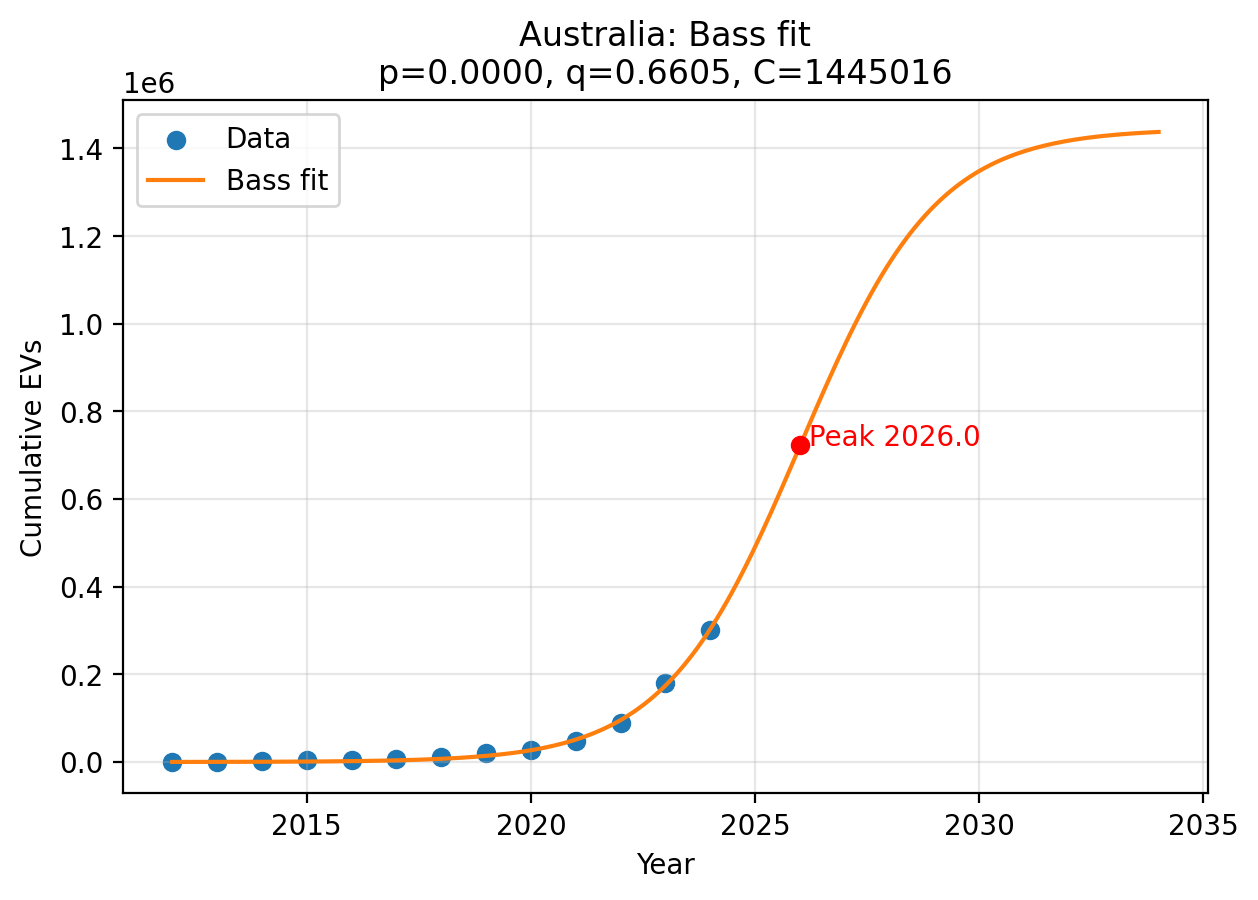 Australia: Bass fit
p=0.0000, q=0.6605, C=1445016
1e6
Data
Bass fit
1.4
1.2
1.0
0.8
0.6
0.4
0.2
0.0
Cumulative EVs
Peak 2026.0
2015
2020
2025
2030
2035
Year